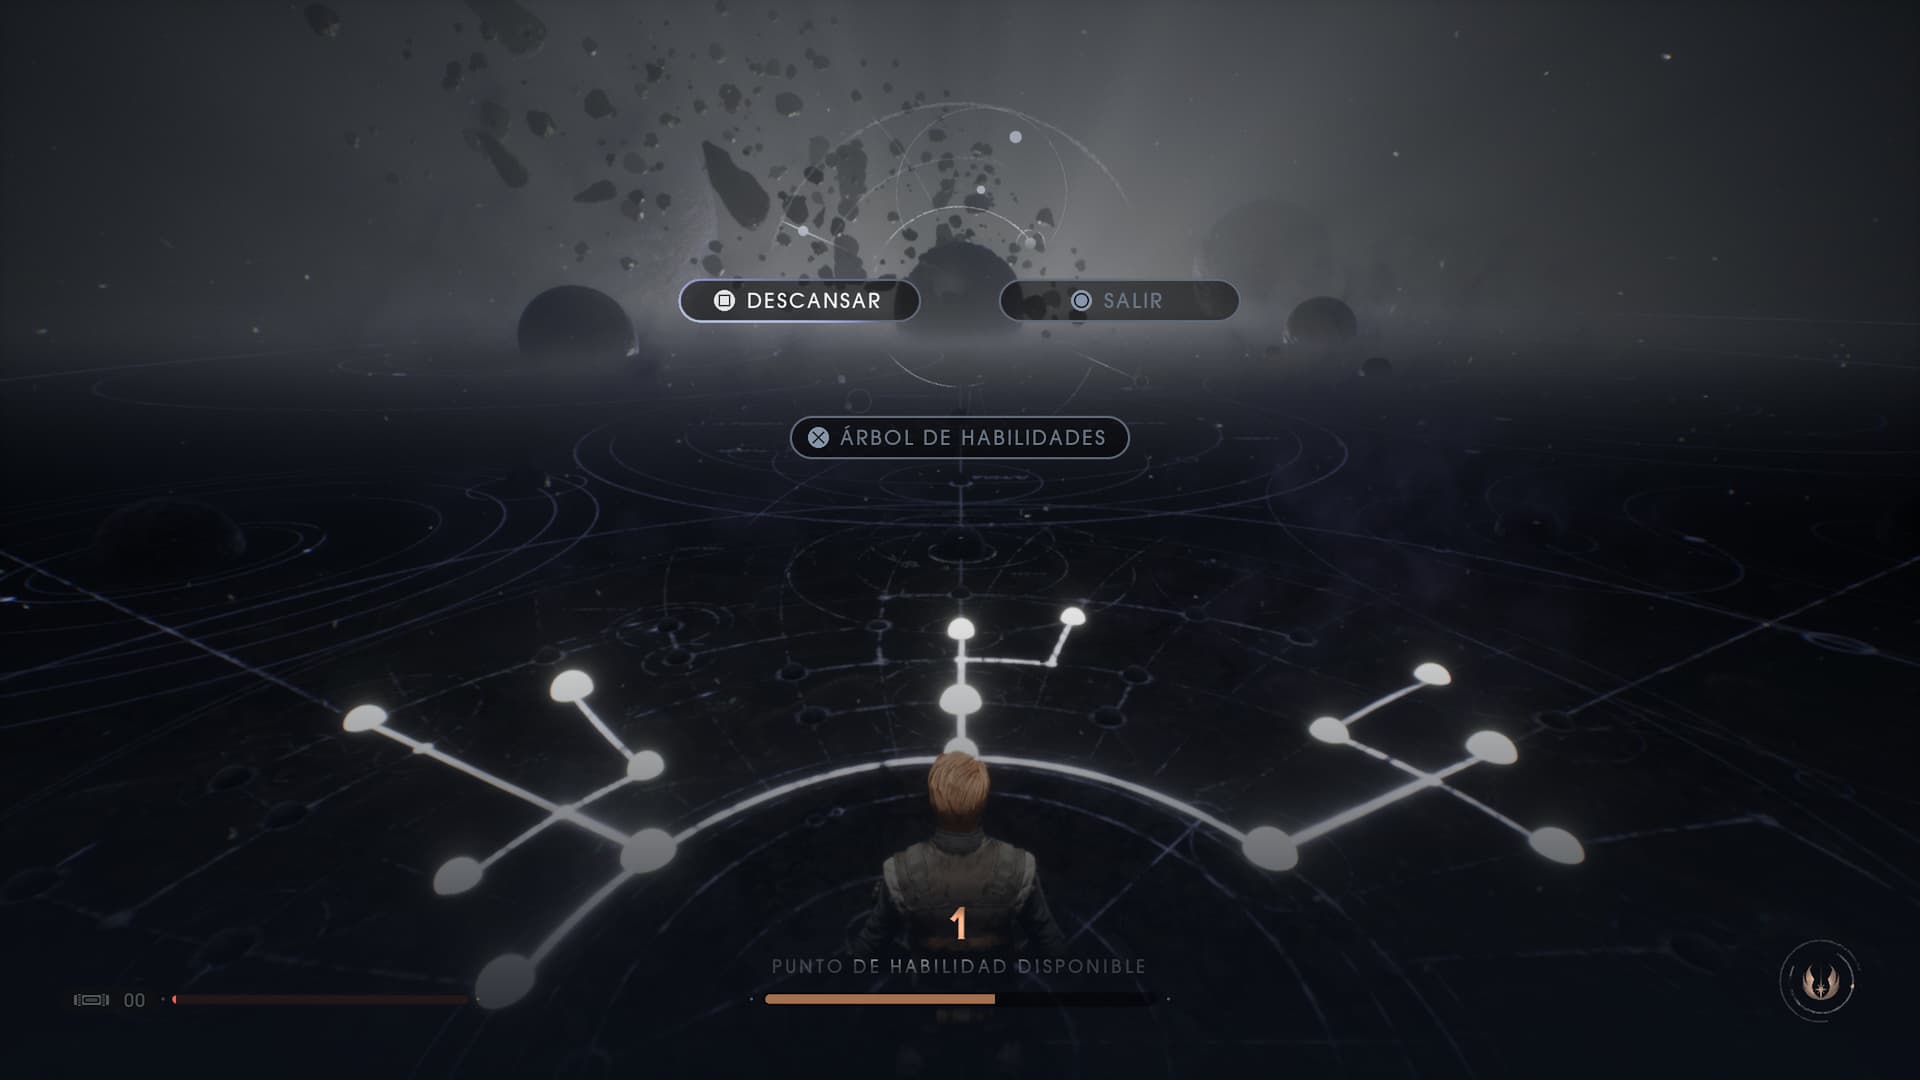 DESCANSAR
SALIR
ÁRBOL DE HABILIDADES
1
PUNTO DE HABILIDAD DISPONIBLE
00